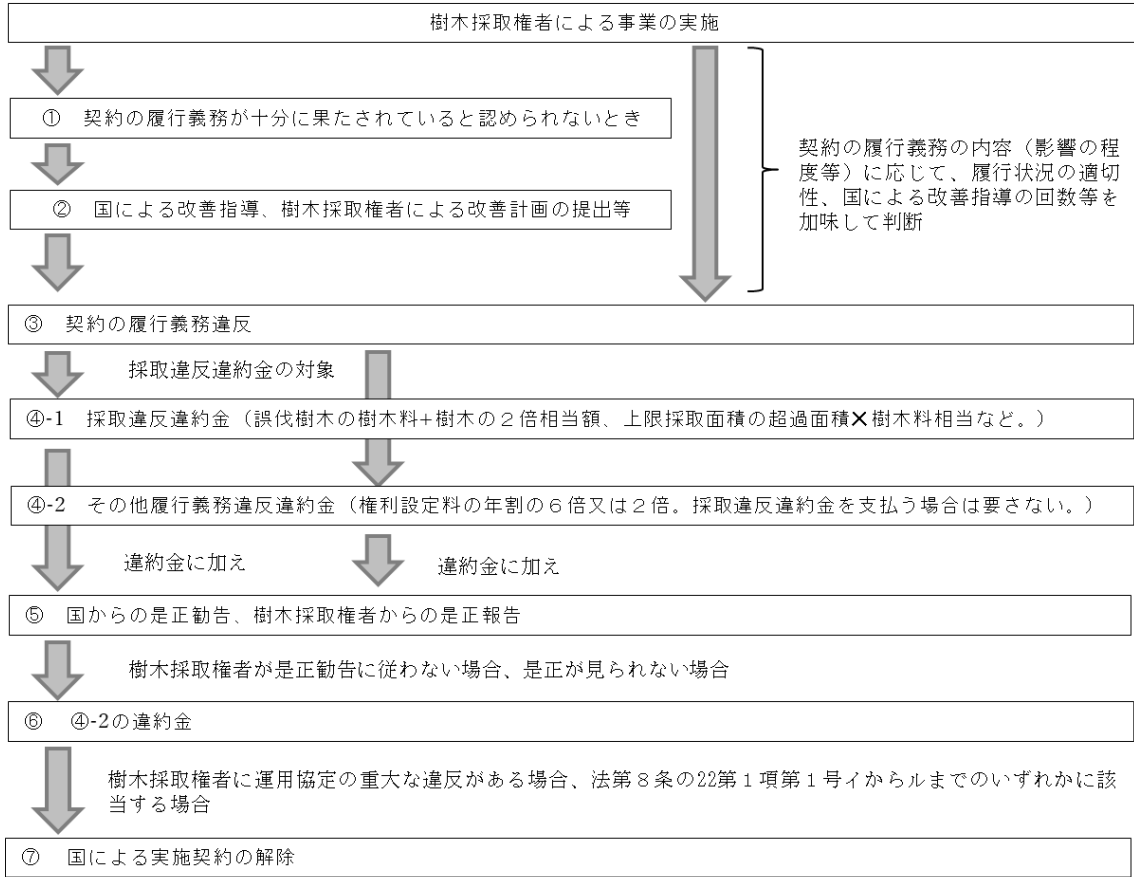 樹木採取権者による事業の実施
① 契約の履行義務が十分に果たされていると認められないとき
② 国による改善指導、樹木採取権者による改善計画の提出等
契約の履行義務の内容（影響の程
度等）に応じて、履行状況の適切
性、国による改善指導の回数等を
加味して判断
③ 契約の履行義務違反
採取違反違約金の対象
④-1 採取違反違約金（誤伐樹木の樹木料+樹木の２倍相当額、上限採取面積の超過面積✕樹木料相当など。）
④-2 その他履行義務違反違約金（権利設定料の年割の６倍又は２倍。採取違反違約金を支払う場合は要さない。）
違約金に加え
違約金に加え
⑤ 国からの是正勧告、樹木採取権者からの是正報告
樹木採取権者が是正勧告に従わない場合、是正が見られない場合
⑥ ④-2の違約金
樹木採取権者に運用協定の重大な違反がある場合、法第８条の22第１項第１号イからルまでのいずれかに該
当する場合
⑦ 国による実施契約の解除